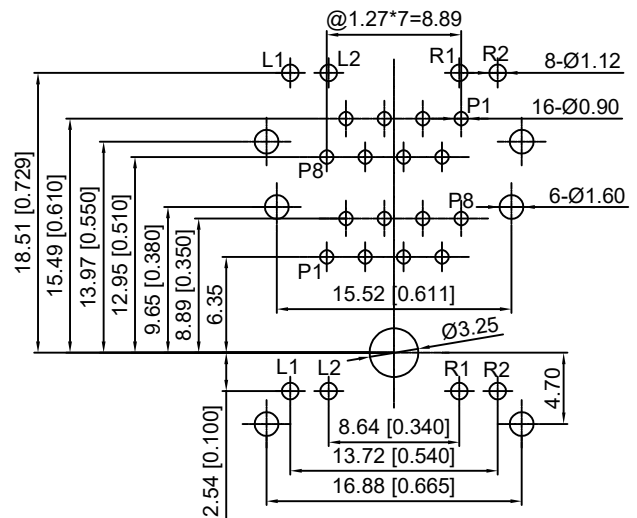 @1.27*7=8.89
L1 L2 R1 R2
8-Ø1.12
P1
16-Ø0.90
P8
P8
6-Ø1.60
P1
15.52 [0.611]
18.51 [0.729]
15.49 [0.610]
13.97 [0.550]
12.95 [0.510]
9.65 [0.380]
8.89 [0.350]
6.35
Ø3.25
L1 L2 R1 R2
4.70
8.64 [0.340]
13.72 [0.540]
16.88 [0.665]
2.54 [0.100]